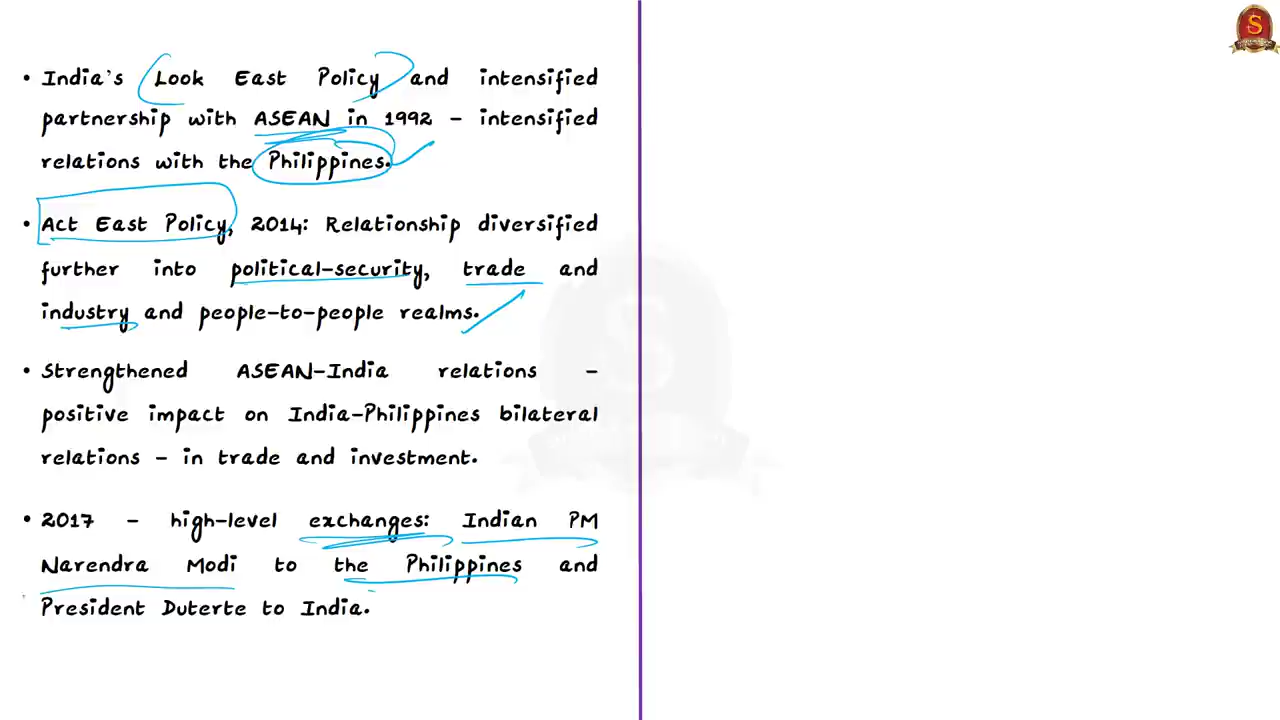 • India's Look East Policy and intensified
partnership with ASEAN in 1992 - intensified
relations with the Philippines.
• Act East Policy, 2014: Relationship diversified
further into political-security, trade and
industry and people-to-people realms.
• Strengthened ASEAN-India relations -
positive impact on India-Philippines bilateral
relations - in trade and investment.
• 2017 - high-level exchanges: Indian PM
Narendra Modi to the Philippines and
President Duterte to India.
S